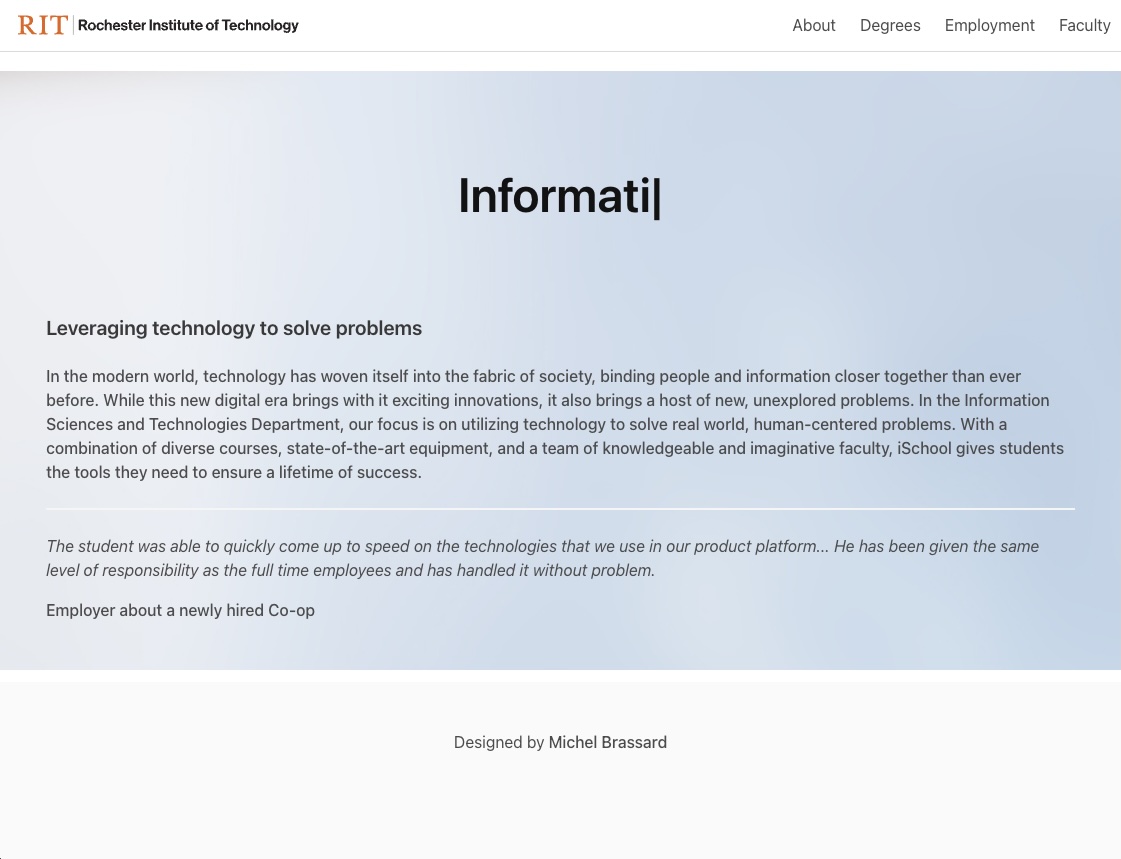 RIT Rochester Institute of Technology
About Degrees Employment Faculty
Informati|
Leveraging technology to solve problems
In the modern world, technology has woven itself into the fabric of society, binding people and information closer together than ever
before. While this new digital era brings with it exciting innovations, it also brings a host of new, unexplored problems. In the Information
Sciences and Technologies Department, our focus is on utilizing technology to solve real world, human-centered problems. With a
combination of diverse courses, state-of-the-art equipment, and a team of knowledgeable and imaginative faculty, iSchool gives students
the tools they need to ensure a lifetime of success.
The student was able to quickly come up to speed on the technologies that we use in our product platform... He has been given the same
level of responsibility as the full time employees and has handled it without problem.
Employer about a newly hired Co-op
Designed by Michel Brassard